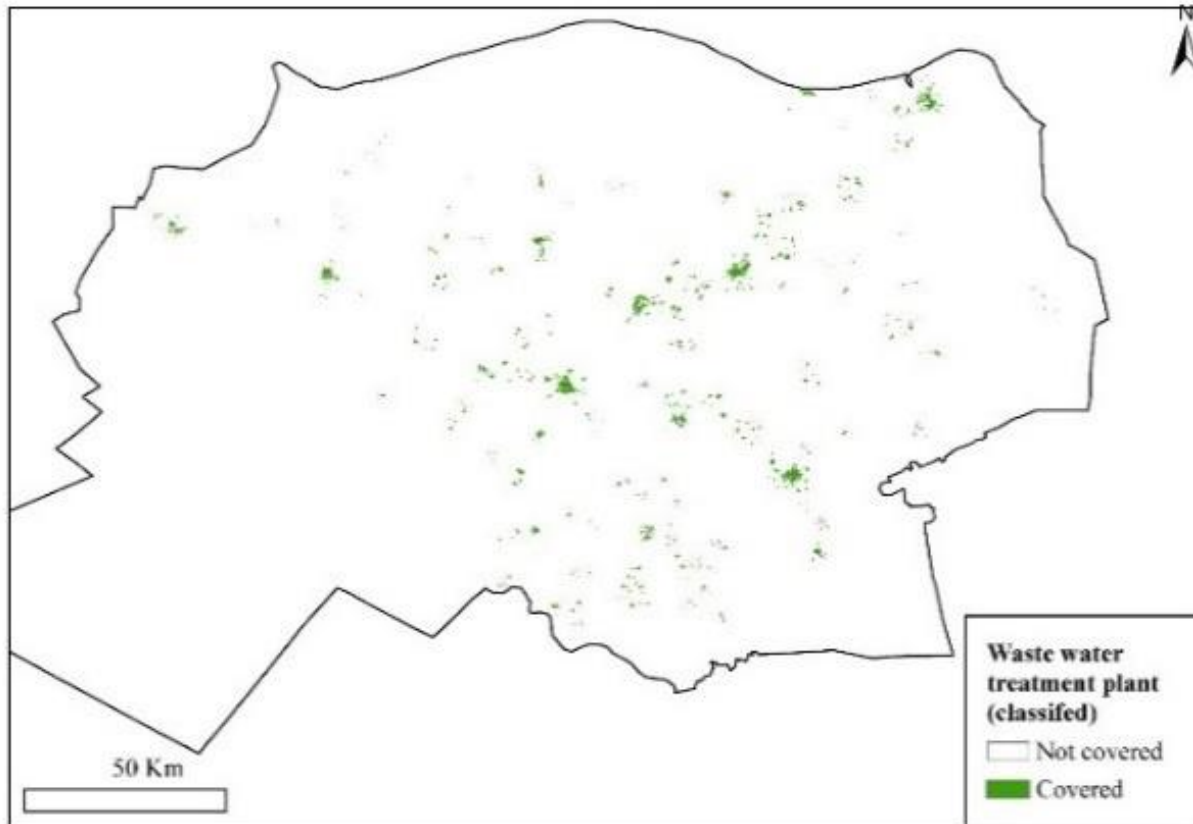 N
Waste water
treatment plant
(classifed)
Not covered
Covered
50 Km